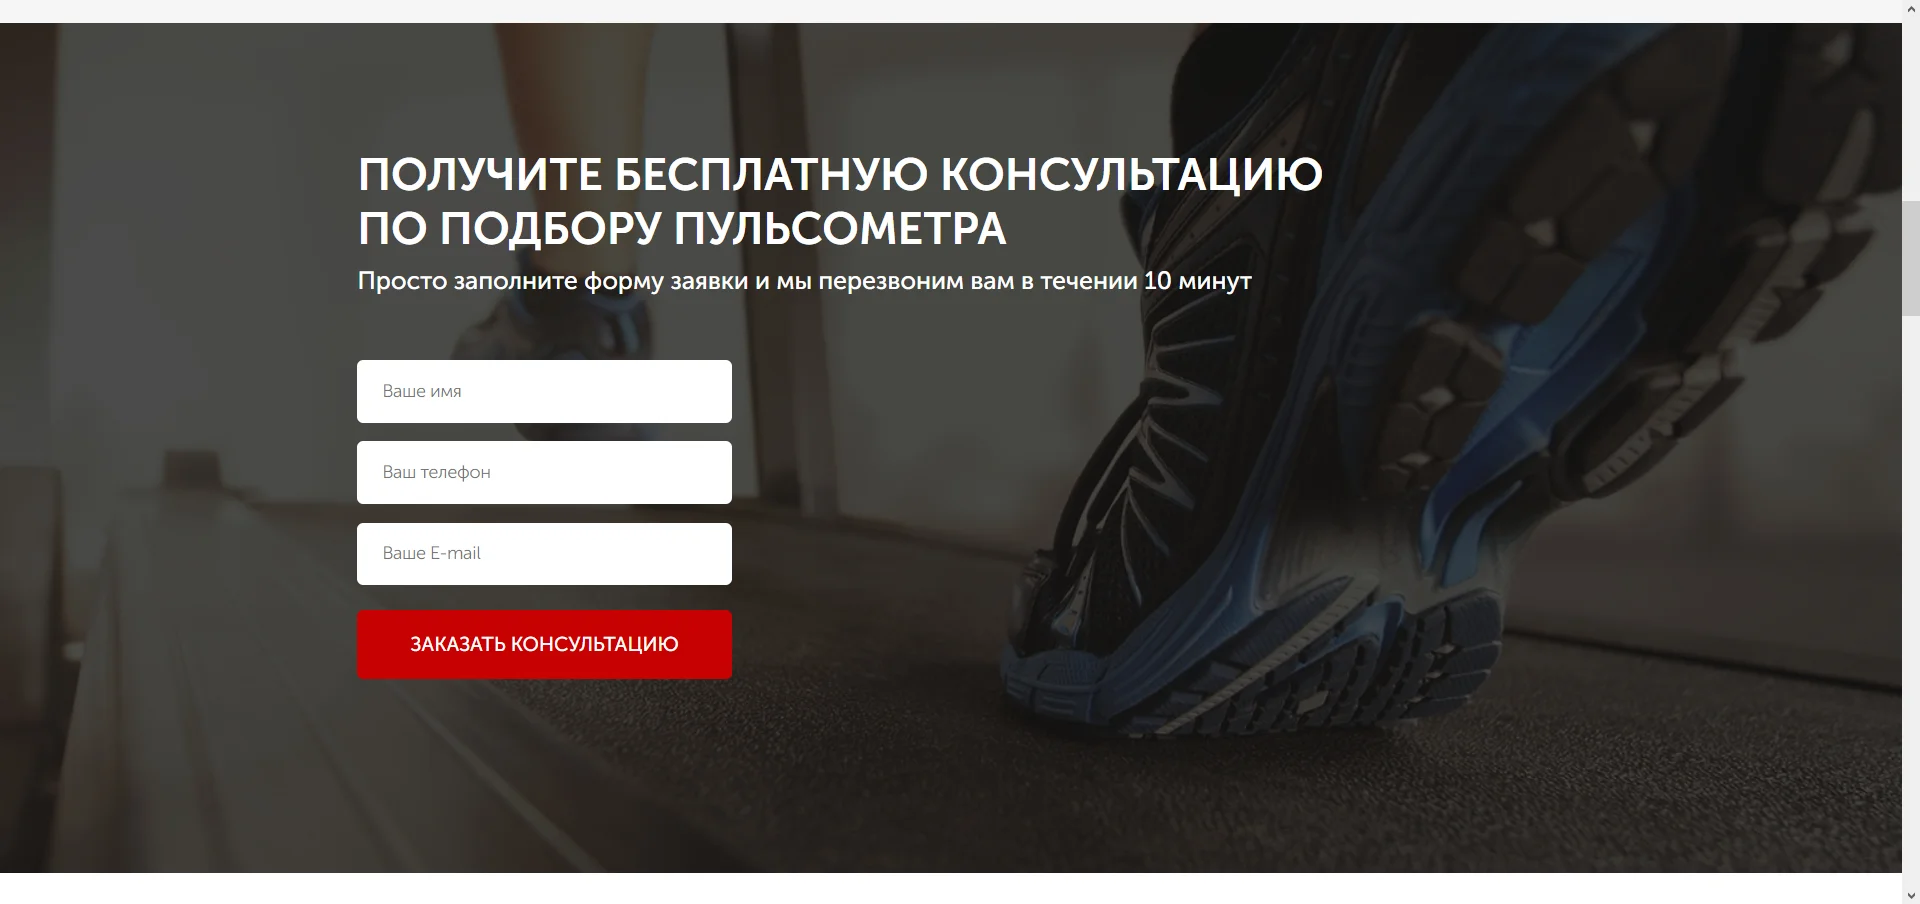 ПОЛУЧИТЕ БЕСПЛАТНУЮ КОНСУЛЬТАЦИЮ
ПО ПОДБОРУ ПУЛЬСОМЕТРА
Просто заполните форму заявки и мы перезвоним вам в течении 10 минут
Ваше имя
Ваш телефон
Ваше E-mail
ЗАКАЗАТЬ КОНСУЛЬТАЦИЮ